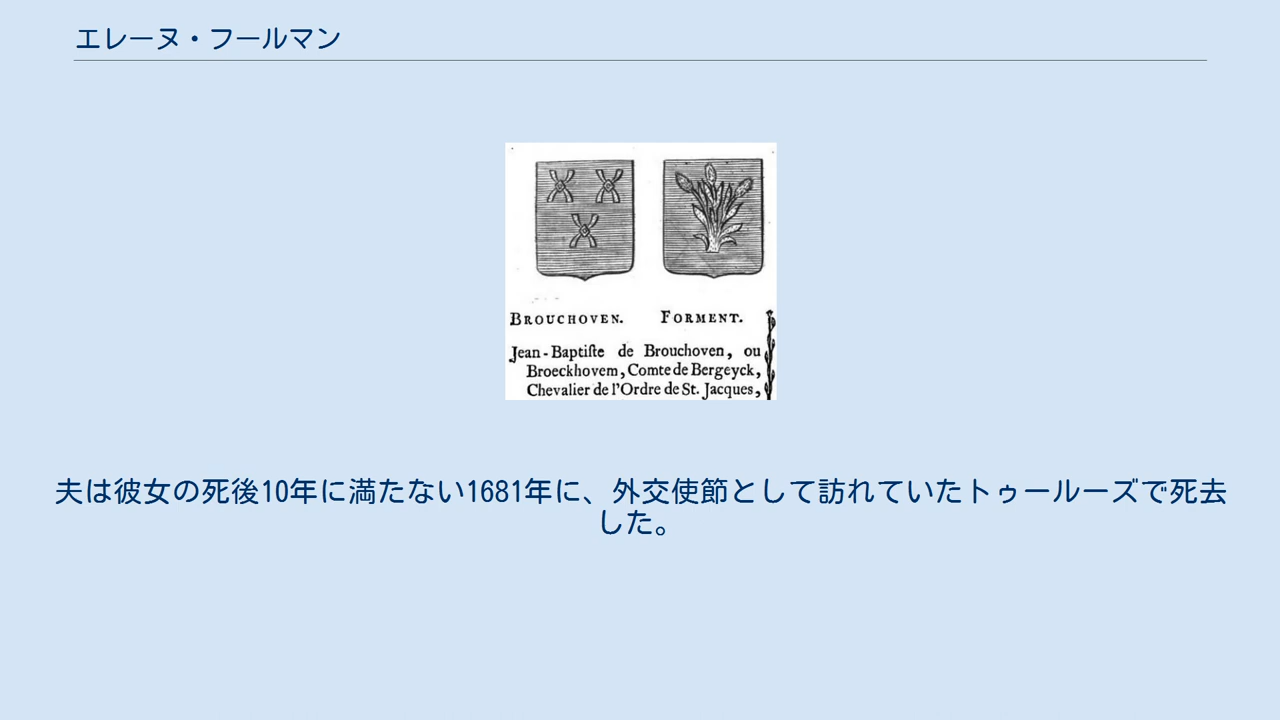 エレーヌ・フールマン
BROUCHOVEN. FORMENT.
Jean-Baptiſte de Brouchoven, ou
Broeckhovem, Comte de Bergeyck,
Chevalier de l'Ordre de St. Jacques,
夫は彼女の死後10年に満たない1681年に、外交使節として訪れていたトゥールーズで死去
した。